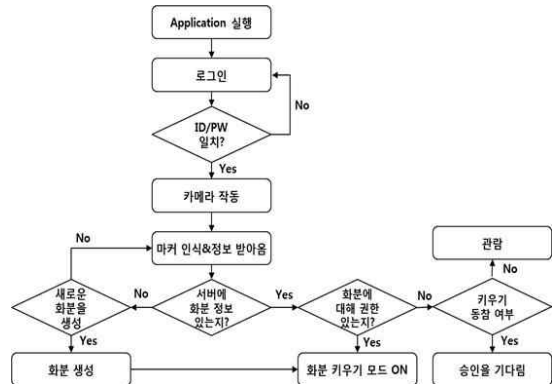 Application 실행
로그인
No
ID/PW
일치?
Yes
카메라 작동
No
마커 인식&정보 받아옴
관람
No
새로운
화분을
생성
No
서버에
화분 정보
있는지?
Yes
화분에
대해 권한
있는지?
No
키우기
동참 여부
Yes
Yes
Yes
화분 생성
화분 키우기 모드 ON
승인을 기다림